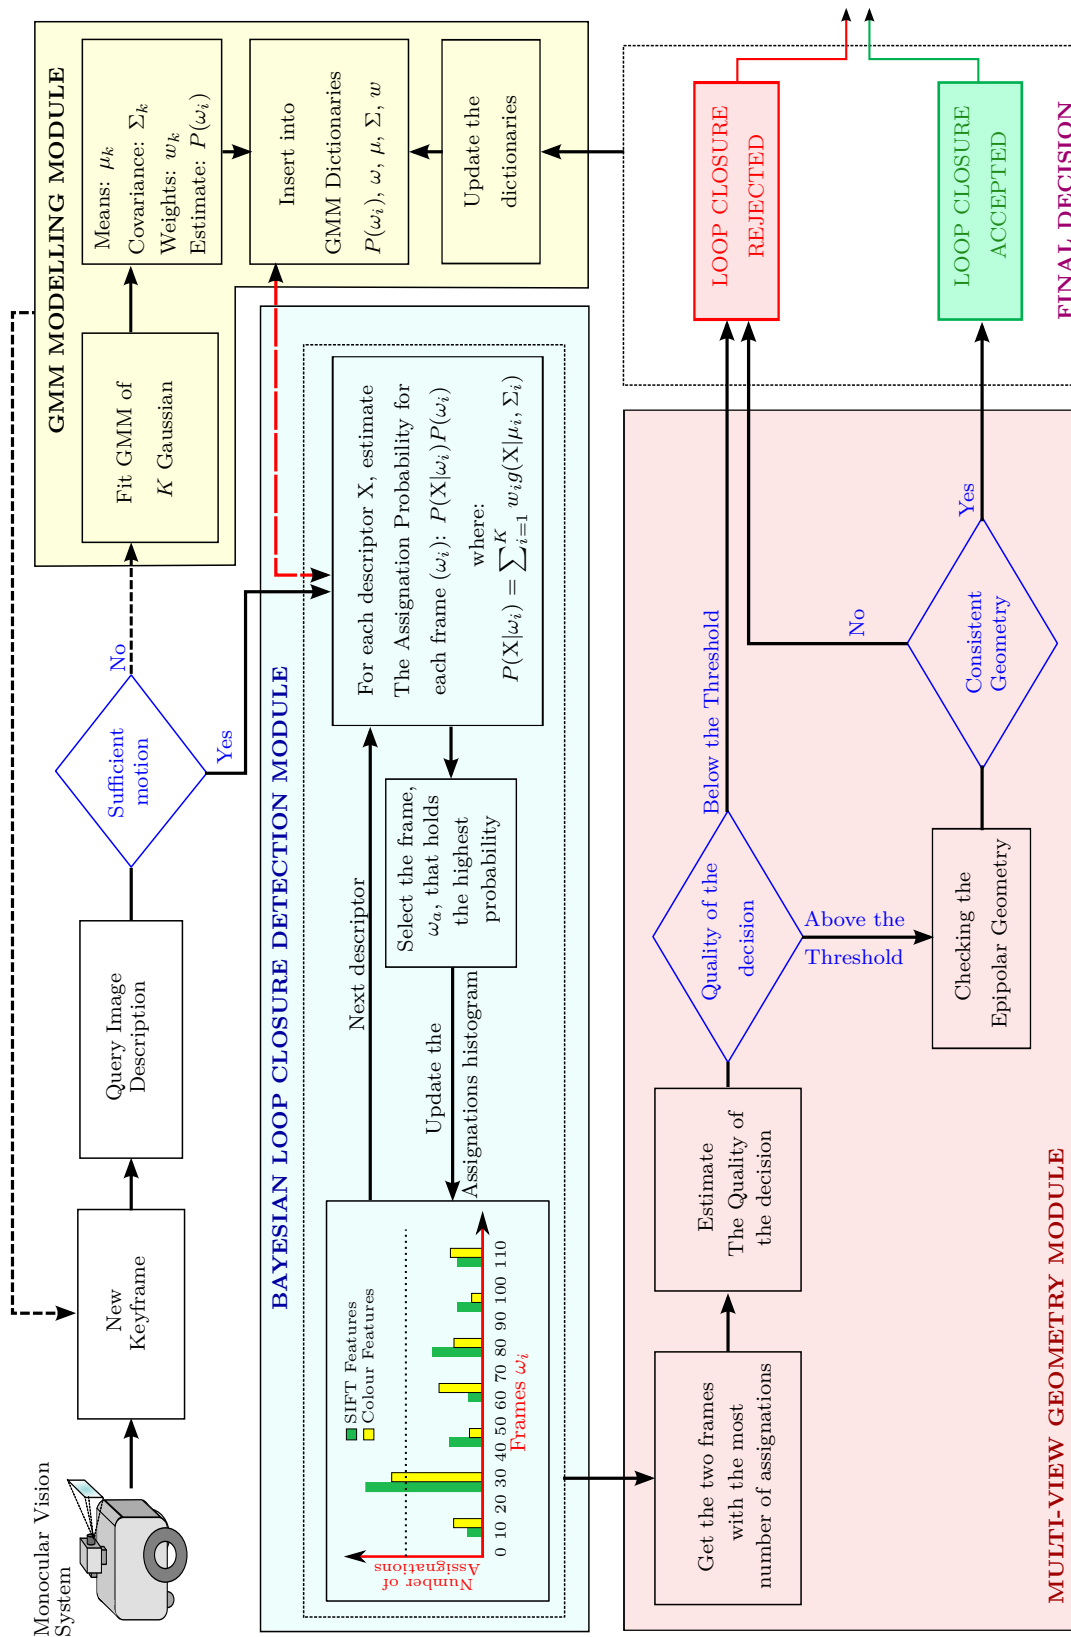 Monocular Vision
System
New
Keyframe
Query Image
Description
Sufficient
motion
No
Yes
GMM MODELLING MODULE
Fit GMM of
K Gaussian
Means: μ_k
Covariance: Σ_k
Weights: w_k
Estimate: P(ω_i)
Insert into
GMM Dictionaries
P(ω_i), ω, μ, Σ, w
Update the
dictionaries
BAYESIAN LOOP CLOSURE DETECTION MODULE
For each descriptor X, estimate
The Assignation Probability for
each frame (ω_i): P(X|ω_i)P(ω_i)
where:
P(X|ω_i) = ∑_{i=1}^{K} w_i g(X|μ_i, Σ_i)
Select the frame,
ω_a, that holds
the highest
probability
Next descriptor
Update the
Assignations histogram
SIFT Features
Colour Features
Number of
Assignations
0 10 20 30 40 50 60 70 80 90 100 110
Frames ω_i
Get the two frames
with the most
number of assignations
Estimate
The Quality of
the decision
Quality of the
decision
Below the Threshold
Above the
Threshold
Checking the
Epipolar Geometry
Consistent
Geometry
No
Yes
MULTI-VIEW GEOMETRY MODULE
LOOP CLOSURE
REJECTED
LOOP CLOSURE
ACCEPTED
FINAL DECISION